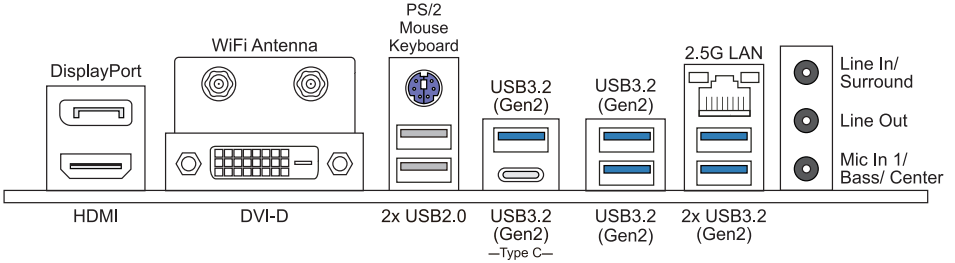 DisplayPort
WiFi Antenna
PS/2
Mouse
Keyboard
USB3.2
(Gen2)
USB3.2
(Gen2)
2.5G LAN
Line In/
Surround
Line Out
Mic In 1/
Bass/ Center
HDMI
DVI-D
2x USB2.0
USB3.2
(Gen2)
—Type C—
USB3.2
(Gen2)
2x USB3.2
(Gen2)